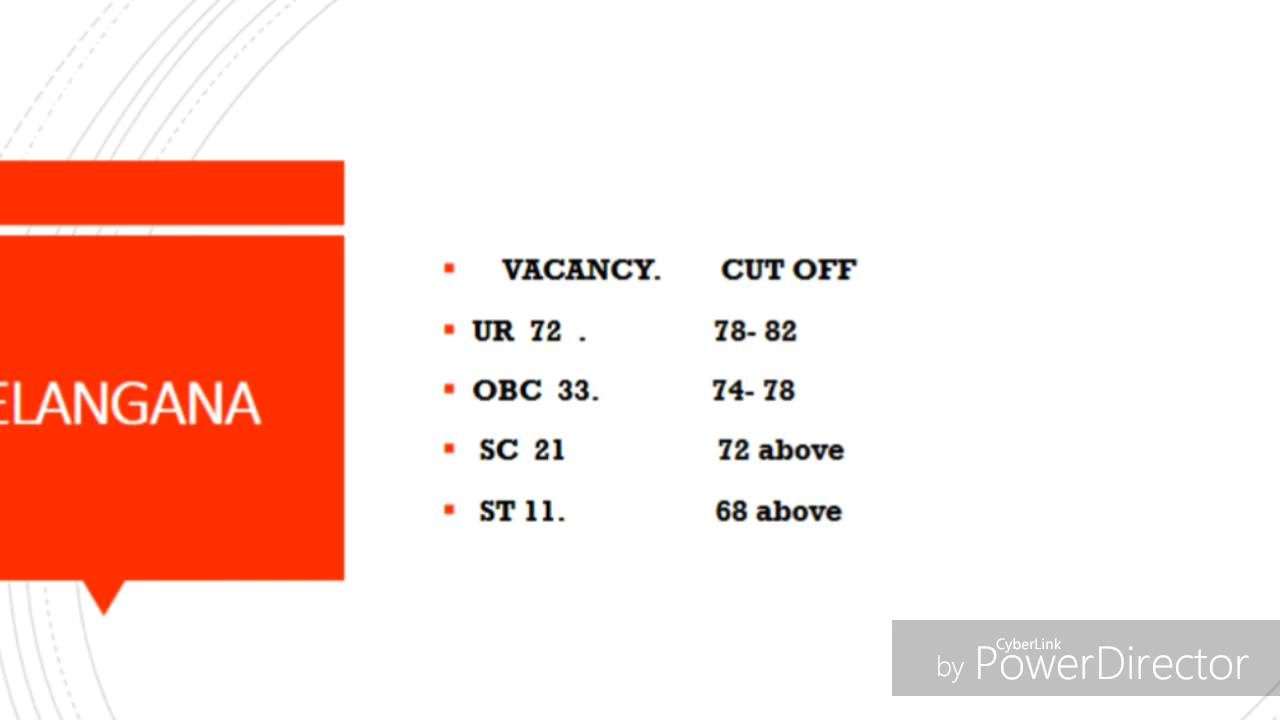 ELANGANA
VACANCY. CUT OFF
UR 72 . 78- 82
OBC 33. 74- 78
SC 21 72 above
ST 11. 68 above
CyberLink
by PowerDirector